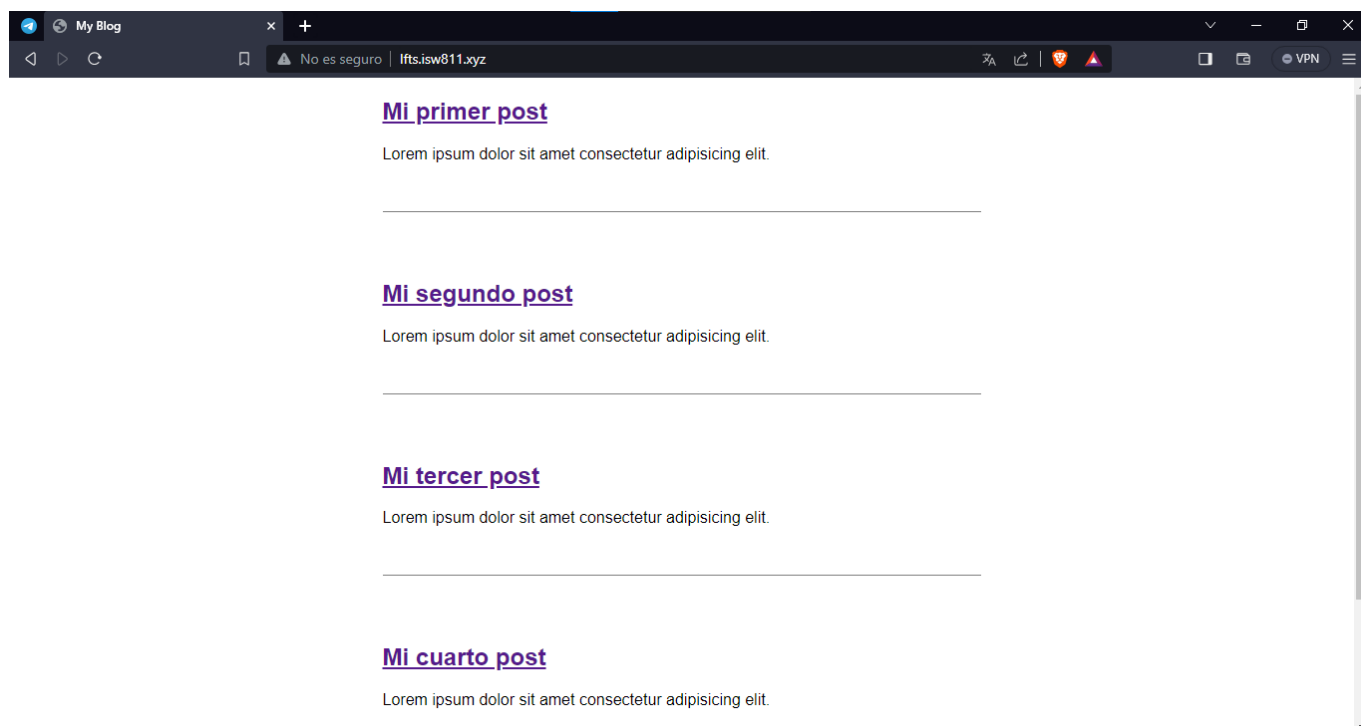 My Blog
No es seguro lfts.isw811.xyz
VPN
Mi primer post
Lorem ipsum dolor sit amet consectetur adipisicing elit.
Mi segundo post
Lorem ipsum dolor sit amet consectetur adipisicing elit.
Mi tercer post
Lorem ipsum dolor sit amet consectetur adipisicing elit.
Mi cuarto post
Lorem ipsum dolor sit amet consectetur adipisicing elit.